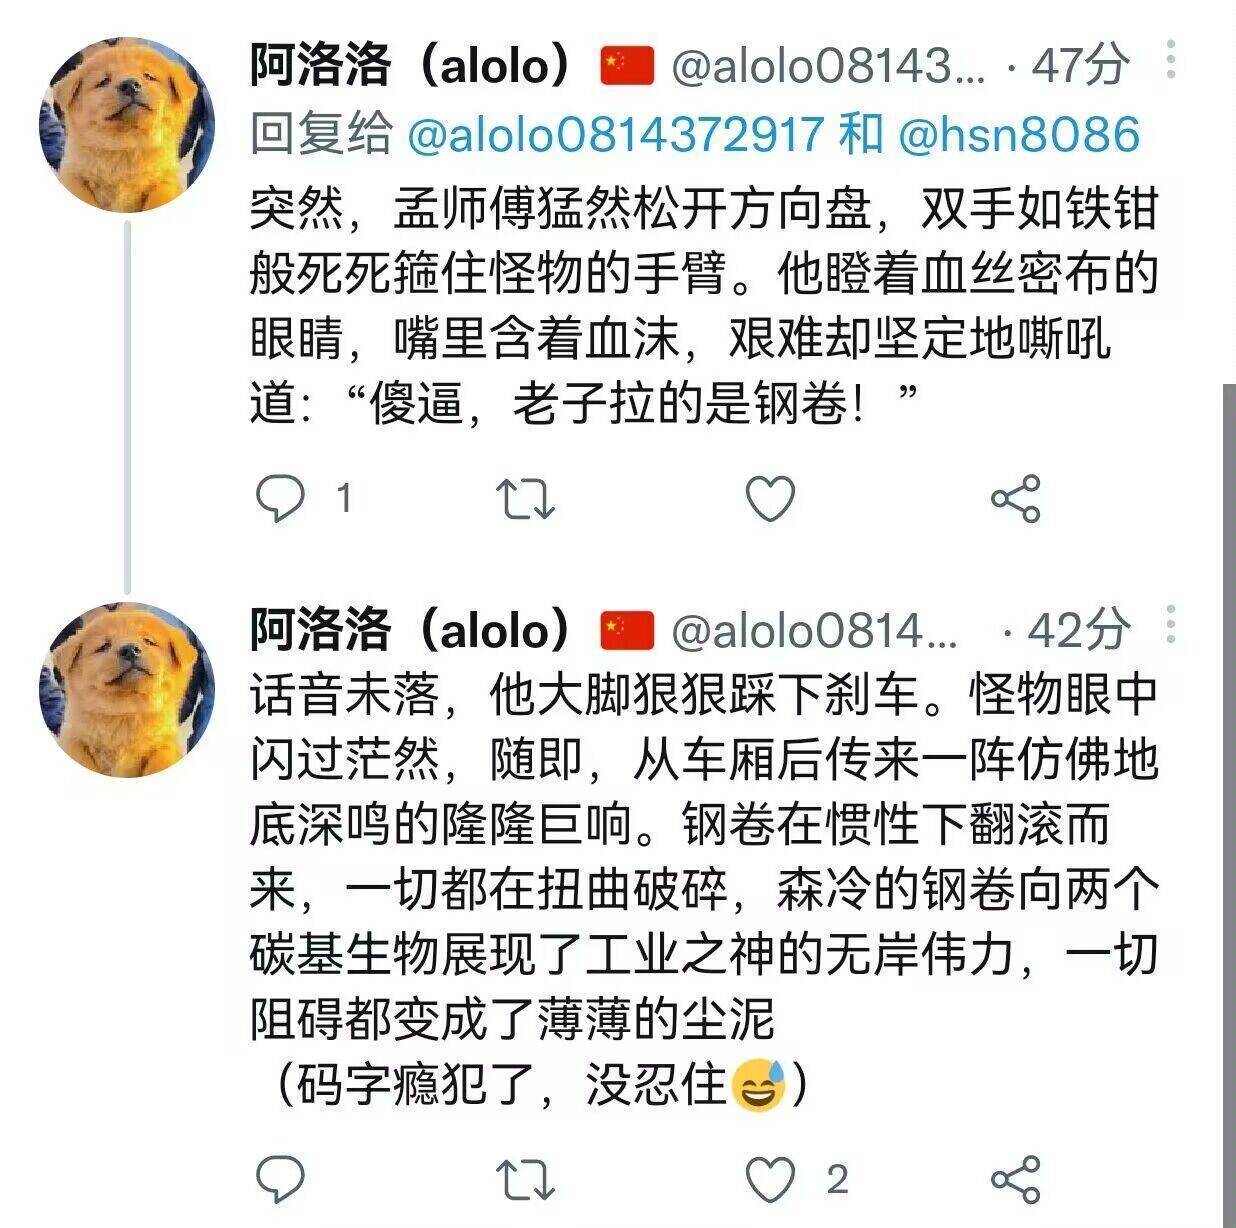 阿洛洛（alolo）🇨🇳 @alolo08143... · 47分
回复给 @alolo0814372917 和 @hsn8086
突然，孟师傅猛然松开方向盘，双手如铁钳
般死死箍住怪物的手臂。他瞪着血丝密布的
眼睛，嘴里含着血沫，艰难却坚定地嘶吼
道：“傻逼，老子拉的是钢卷！”
1
阿洛洛（alolo）🇨🇳 @alolo0814... · 42分
话音未落，他大脚狠狠踩下刹车。怪物眼中
闪过茫然，随即，从车厢后传来一阵仿佛地
底深鸣的隆隆巨响。钢卷在惯性下翻滚而
来，一切都在扭曲破碎，森冷的钢卷向两个
碳基生物展现了工业之神的无岸伟力，一切
阻碍都变成了薄薄的尘泥
（码字瘾犯了，没忍住😅）
2